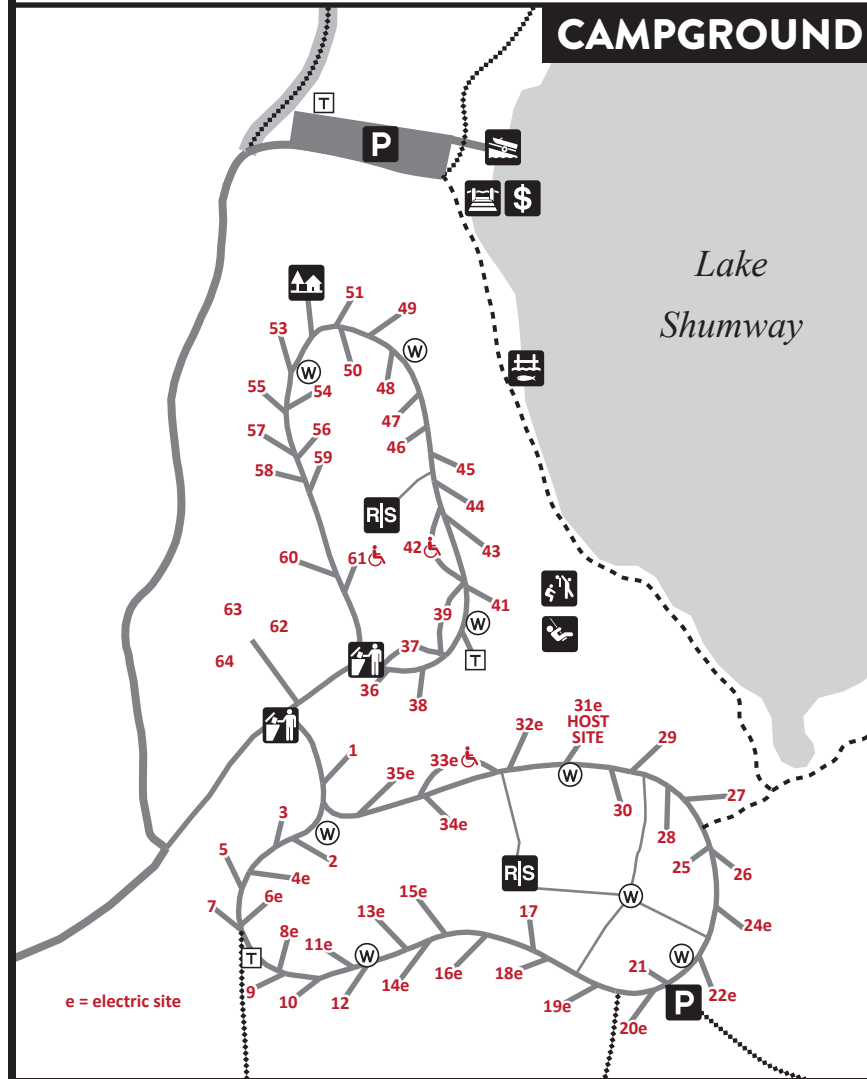 CAMPGROUND
T
P
$
Lake
Shumway
51
49
53
W
W
50
48
55
54
47
57
56
46
58
59
45
44
R|S
42
43
60
61
41
63
39
62
W
37
64
T
36
38
31e
HOST
SITE
32e
29
1
33e
35e
W
30
27
34e
28
3
W
2
5
25
26
4e
R|S
6e
15e
W
7
13e
17
24e
8e
11e
T
W
W
9
14e
16e
18e
21
10
12
22e
e = electric site
19e
P
20e